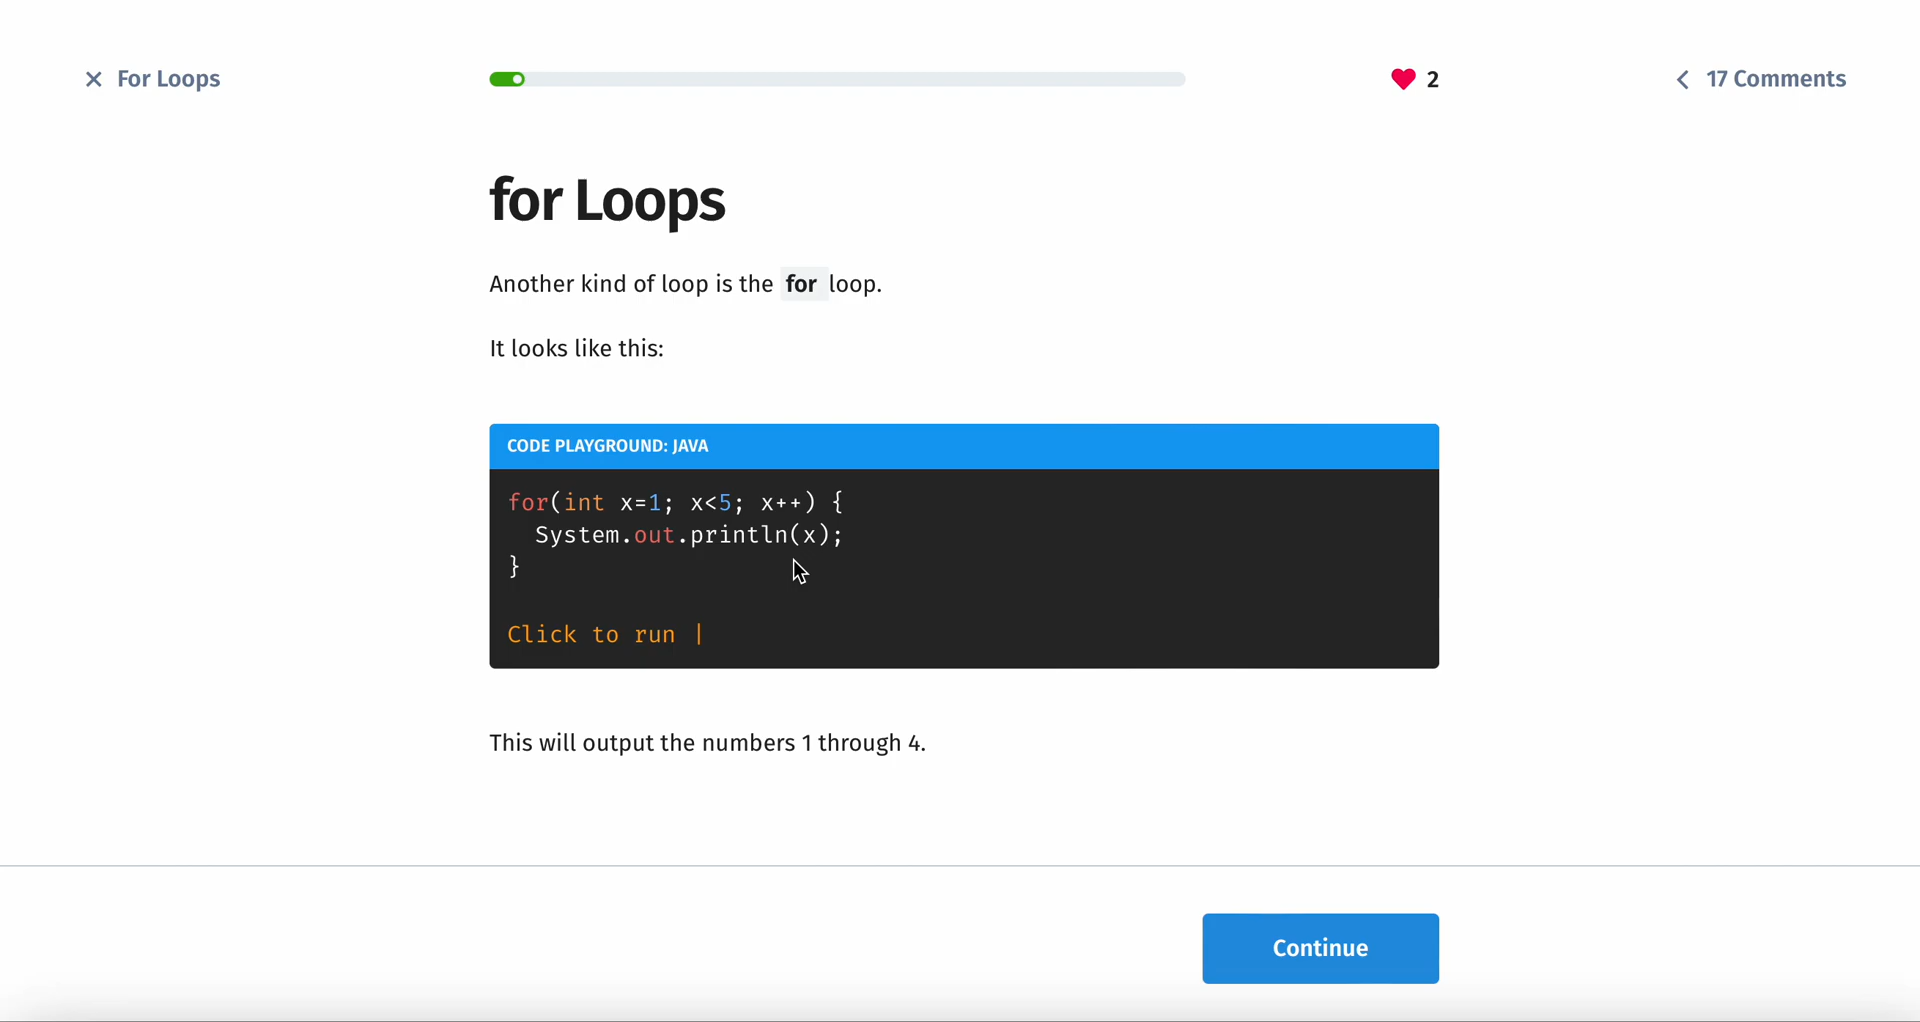 For Loops
2
17 Comments
for Loops
Another kind of loop is the for loop.
It looks like this:
CODE PLAYGROUND: JAVA
for(int x=1; x<5; x++) {
  System.out.println(x);
}
Click to run |
This will output the numbers 1 through 4.
Continue